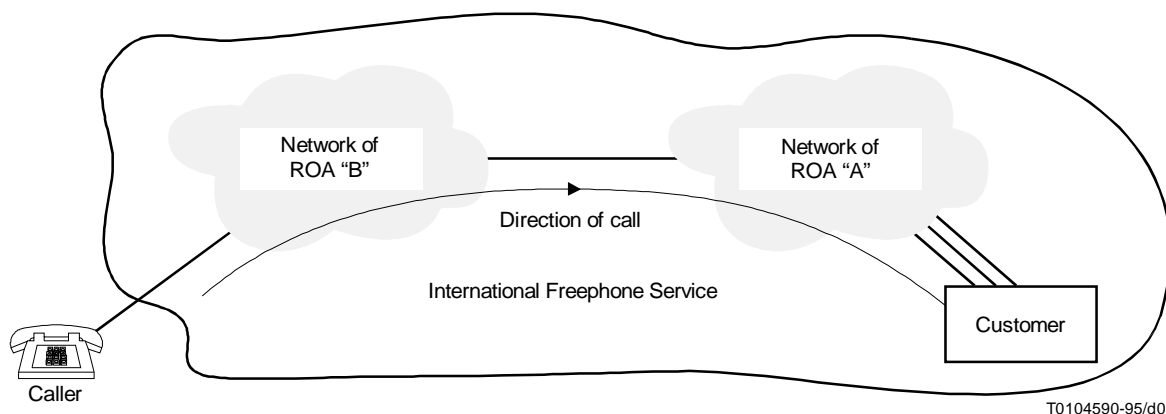 Network of
ROA “B”
Network of
ROA “A”
Direction of call
International Freephone Service
Customer
Caller
T0104590-95/d0